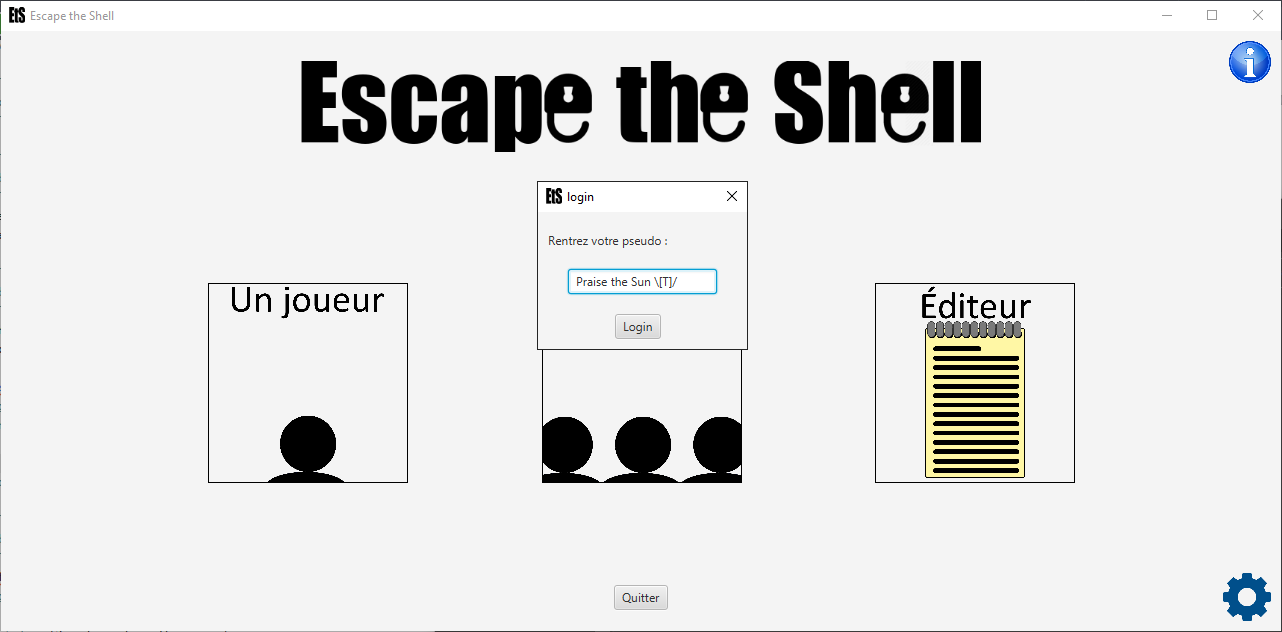 EtS Escape the Shell
Escape the Shell
EtS login
Rentrez votre pseudo :
Praise the Sun \[T]/
Login
Un joueur
Éditeur
Quitter